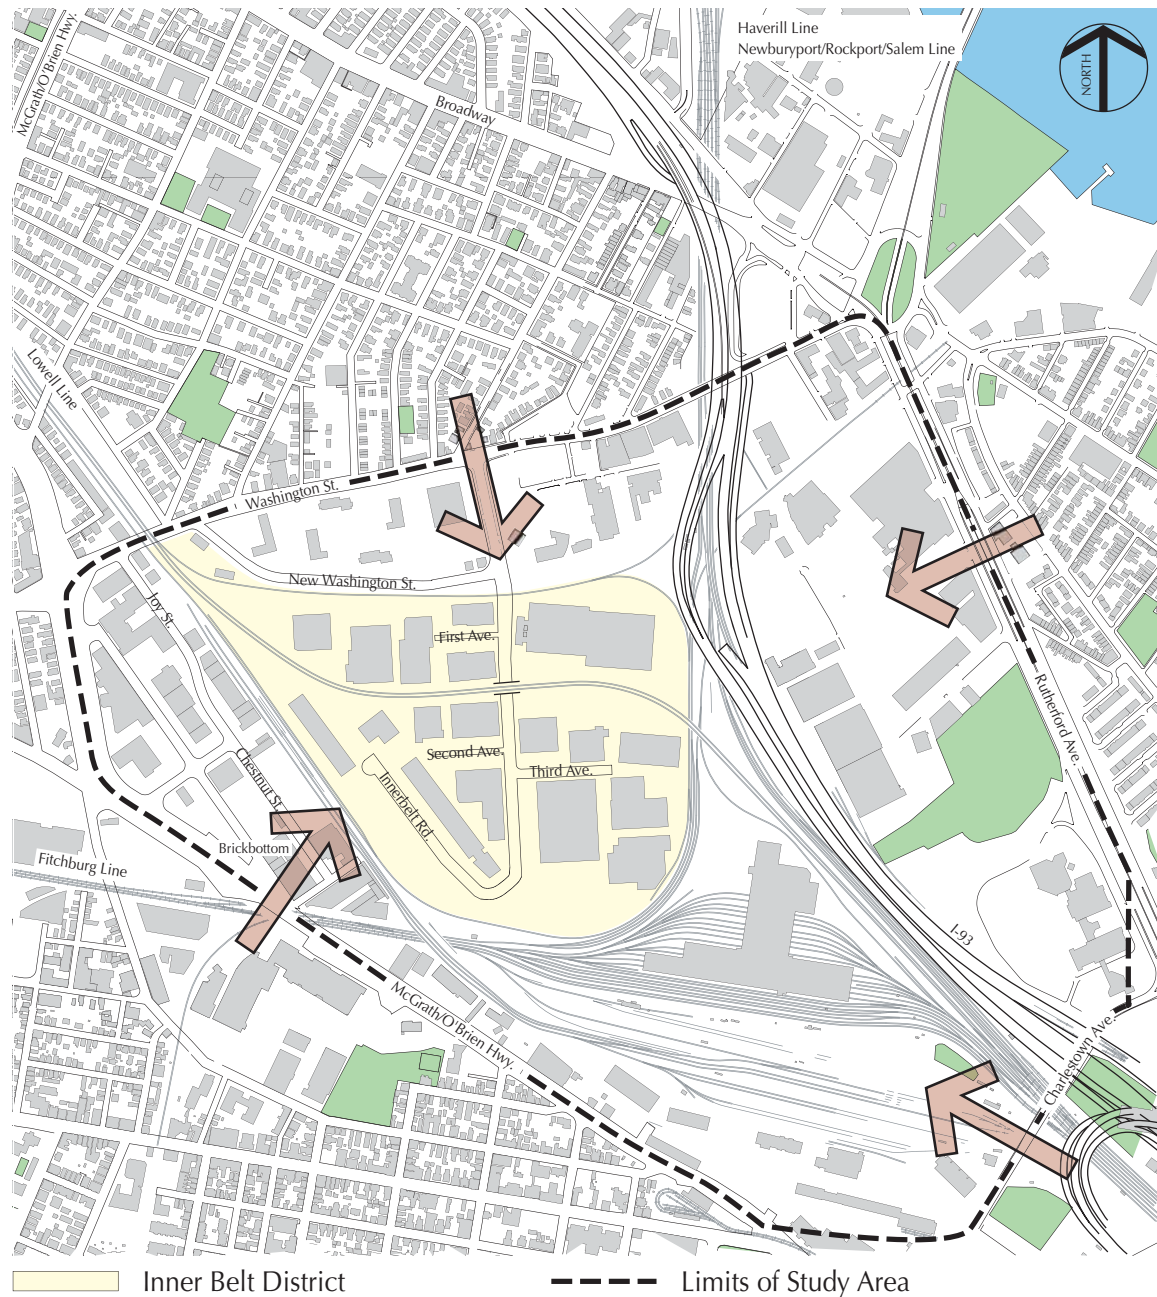 Haverill Line
Newburyport/Rockport/Salem Line
NORTH
McGrath/O'Brien Hwy.
Broadway
Lowell Line
Washington St.
New Washington St.
Joy St.
First Ave.
Rutherford Ave.
Second Ave.
Third Ave.
Chestnut St.
Innerbelt Rd.
Brickbottom
Fitchburg Line
I-93
McGrath/O'Brien Hwy.
Charlestown Ave.
Inner Belt District
Limits of Study Area